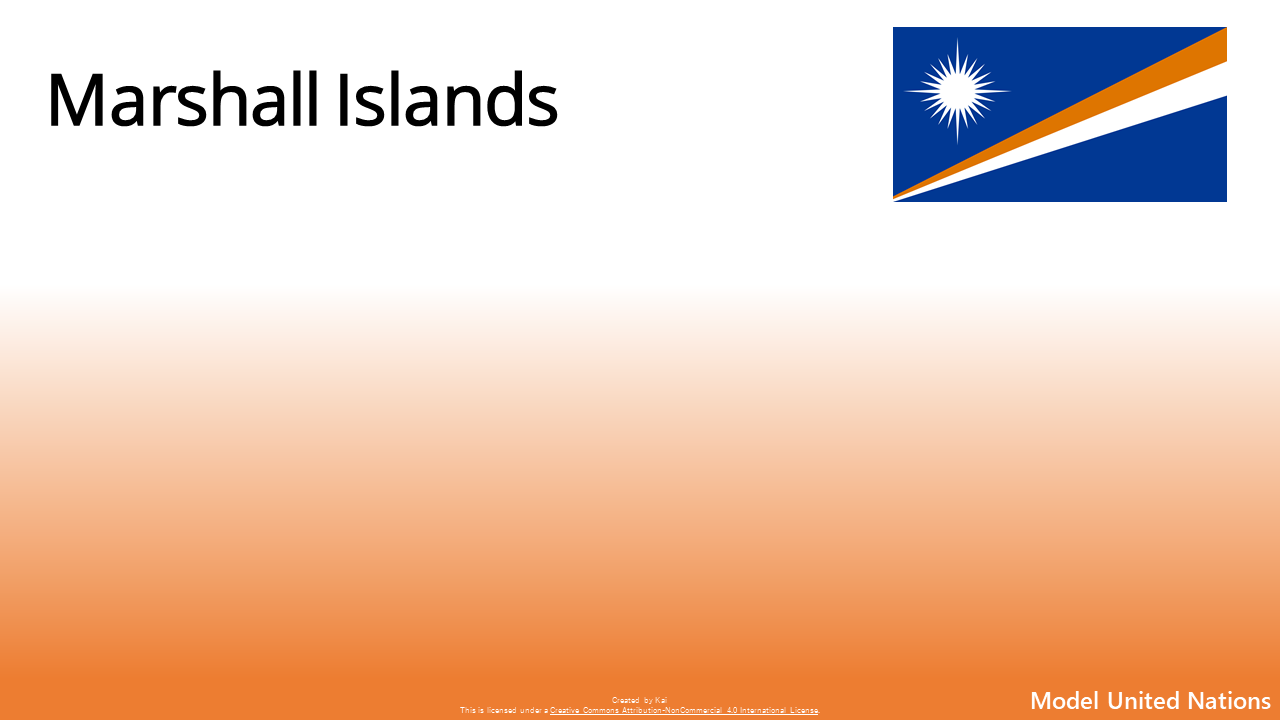 Marshall Islands
Created by Kai
This is licensed under a Creative Commons Attribution-NonCommercial 4.0 International License.
Model United Nations